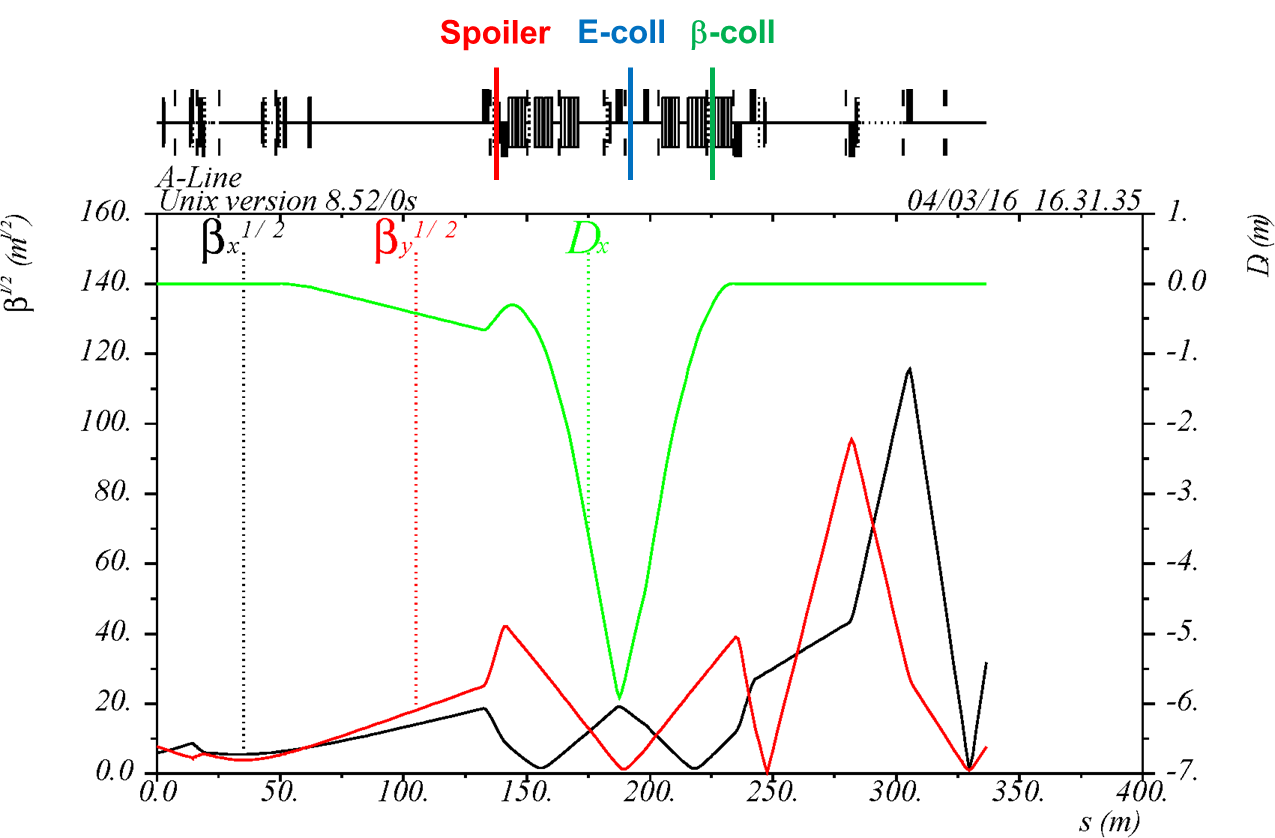 Spoiler E-coll β-coll
A-Line
Unix version 8.52/0s 04/03/16 16.31.35
β 1/2 (m1/2)
160.
140.
120.
100.
80.
60.
40.
20.
0.0
βx 1/2 βy 1/2 Dx
1.
0.0
-1.
-2.
-3.
-4.
-5.
-6.
-7.
D (m)
0.0 50. 100. 150. 200. 250. 300. 350. 400.
s (m)